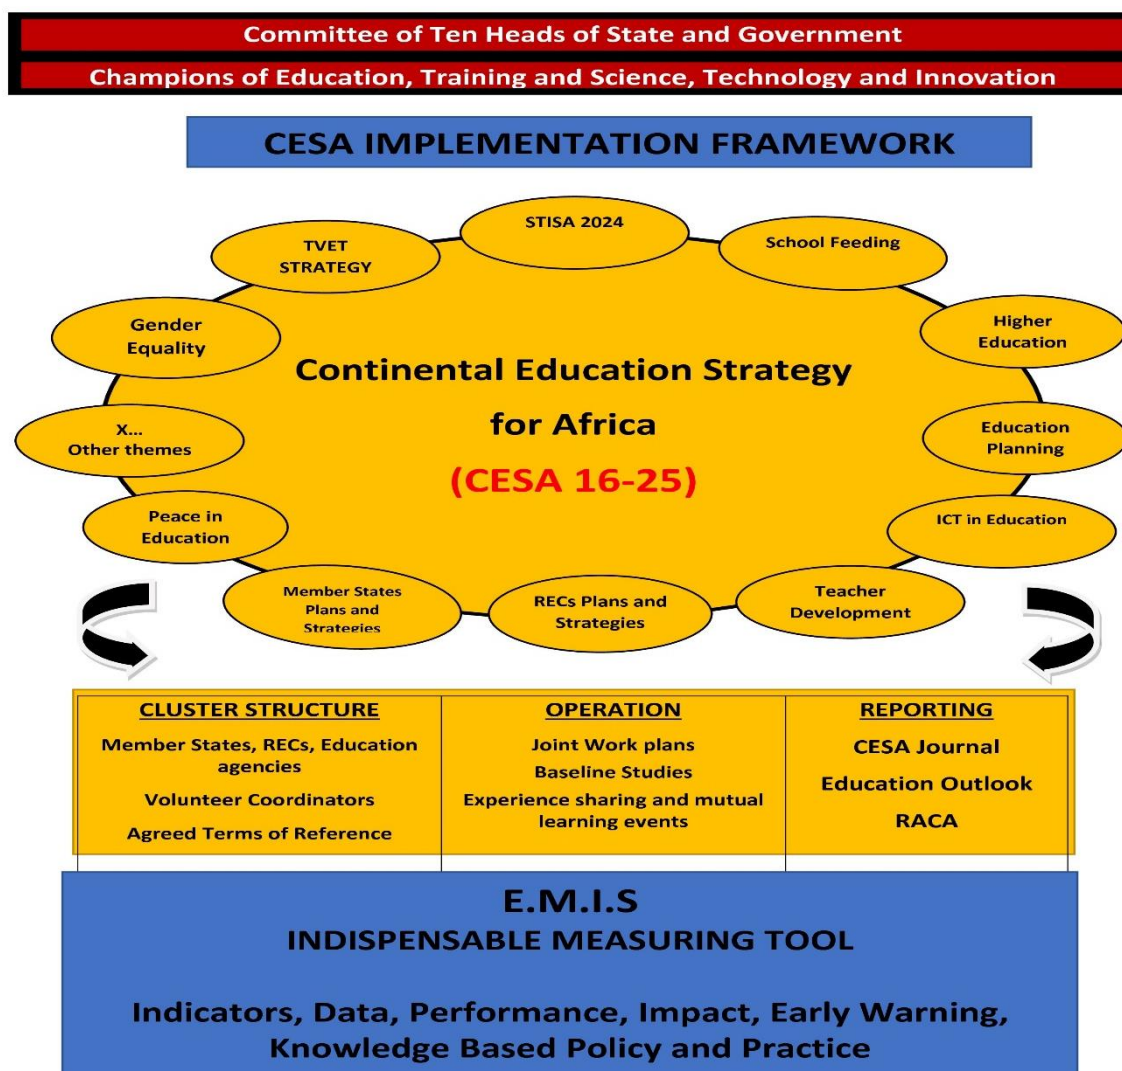 Committee of Ten Heads of State and Government
Champions of Education, Training and Science, Technology and Innovation
CESA IMPLEMENTATION FRAMEWORK
STISA 2024
TVET
STRATEGY
School Feeding
Gender
Equality
Higher
Education
Continental Education Strategy
for Africa
(CESA 16-25)
X...
Other themes
Education
Planning
Peace in
Education
ICT in Education
Member States
Plans and
Strategies
RECs Plans and
Strategies
Teacher
Development
CLUSTER STRUCTURE
Member States, RECs, Education
agencies
Volunteer Coordinators
Agreed Terms of Reference
OPERATION
Joint Work plans
Baseline Studies
Experience sharing and mutual
learning events
REPORTING
CESA Journal
Education Outlook
RACA
E.M.I.S
INDISPENSABLE MEASURING TOOL
Indicators, Data, Performance, Impact, Early Warning,
Knowledge Based Policy and Practice